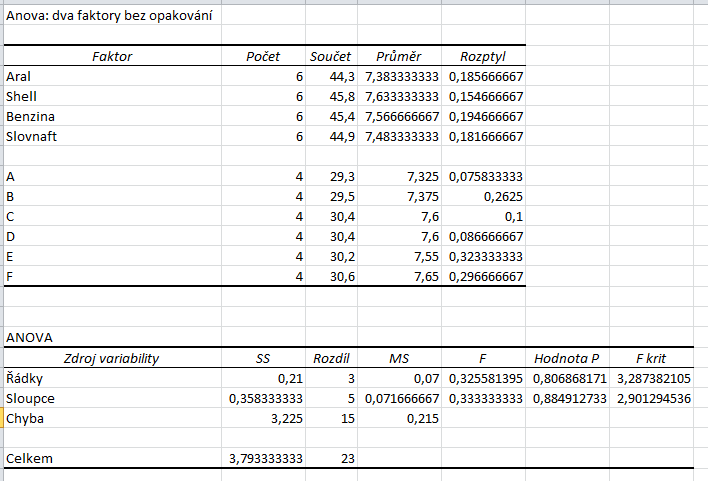 Anova: dva faktory bez opakování
Faktor Počet Součet Průměr Rozptyl
Aral 6 44,3 7,383333333 0,185666667
Shell 6 45,8 7,633333333 0,154666667
Benzina 6 45,4 7,566666667 0,194666667
Slovnaft 6 44,9 7,483333333 0,181666667
A 4 29,3 7,325 0,075833333
B 4 29,5 7,375 0,2625
C 4 30,4 7,6 0,1
D 4 30,4 7,6 0,086666667
E 4 30,2 7,55 0,323333333
F 4 30,6 7,65 0,296666667
ANOVA
Zdroj variability SS Rozdíl MS F Hodnota P F krit
Řádky 0,21 3 0,07 0,325581395 0,806868171 3,287382105
Sloupce 0,358333333 5 0,071666667 0,333333333 0,884912733 2,901294536
Chyba 3,225 15 0,215
Celkem 3,793333333 23